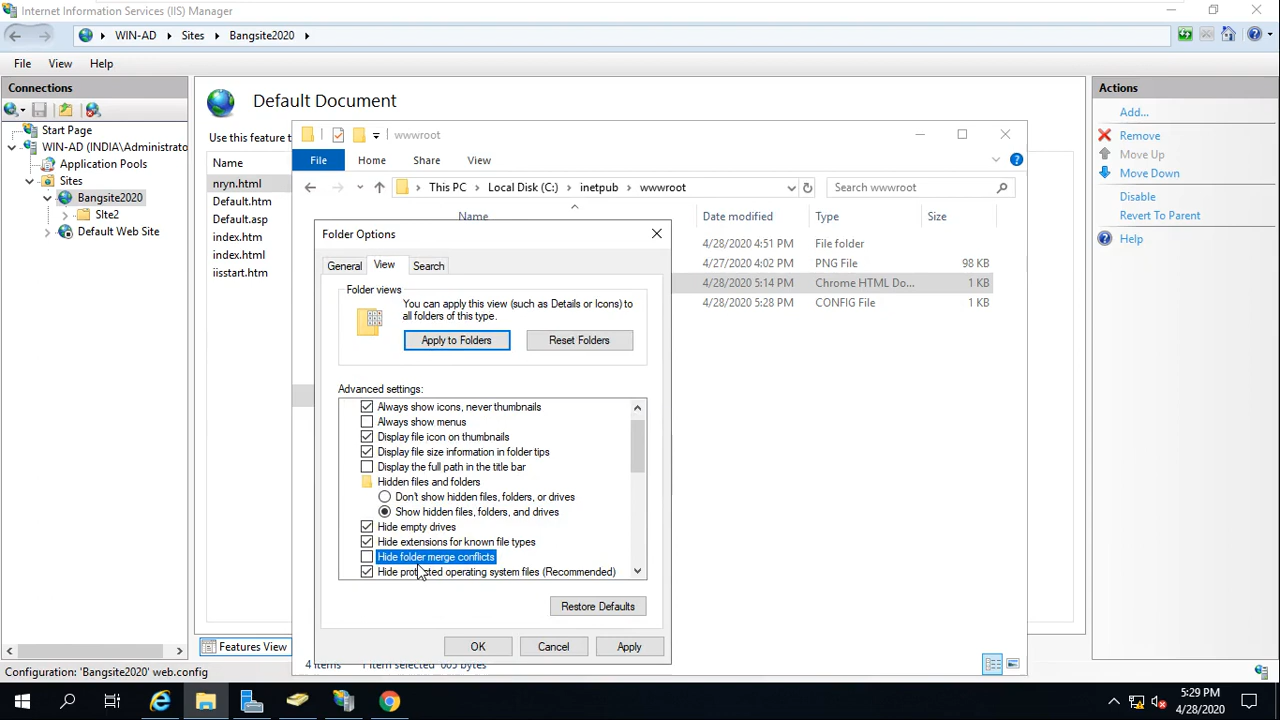 Internet Information Services (IIS) Manager
WIN-AD
Sites
Bangsite2020
File
View
Help
Connections
Start Page
WIN-AD (INDIA\Administrato
Application Pools
Sites
Bangsite2020
SIte2
Default Web Site
Default Document
Use this feature t
Name
nryn.html
Default.htm
Default.asp
index.htm
index.html
iisstart.htm
Features View
wwwroot
File
Home
Share
View
This PC
Local Disk (C:)
inetpub
wwwroot
Search wwwroot
Name
Date modified
Type
Size
4/28/2020 4:51 PM
File folder
4/27/2020 4:02 PM
PNG File
98 KB
4/28/2020 5:14 PM
Chrome HTML Do...
1 KB
4/28/2020 5:28 PM
CONFIG File
1 KB
Folder Options
General
View
Search
Folder views
You can apply this view (such as Details or Icons) to
all folders of this type.
Apply to Folders
Reset Folders
Advanced settings:
Always show icons, never thumbnails
Always show menus
Display file icon on thumbnails
Display file size information in folder tips
Display the full path in the title bar
Hidden files and folders
Don't show hidden files, folders, or drives
Show hidden files, folders, and drives
Hide empty drives
Hide extensions for known file types
Hide folder merge conflicts
Hide protected operating system files (Recommended)
Restore Defaults
OK
Cancel
Apply
4 items
1 item selected
bytes
Actions
Add...
Remove
Move Up
Move Down
Disable
Revert To Parent
Help
Configuration: 'Bangsite2020' web.config
5:29 PM
4/28/2020